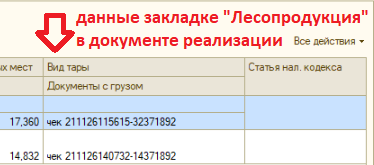 данные закладке "Лесопродукция"
в документе реализации
Все действия
ых мест Вид тары Статья нал. кодекса
Документы с грузом
17,360 чек 211126115615-32371892
14,832 чек 211126140732-14371892